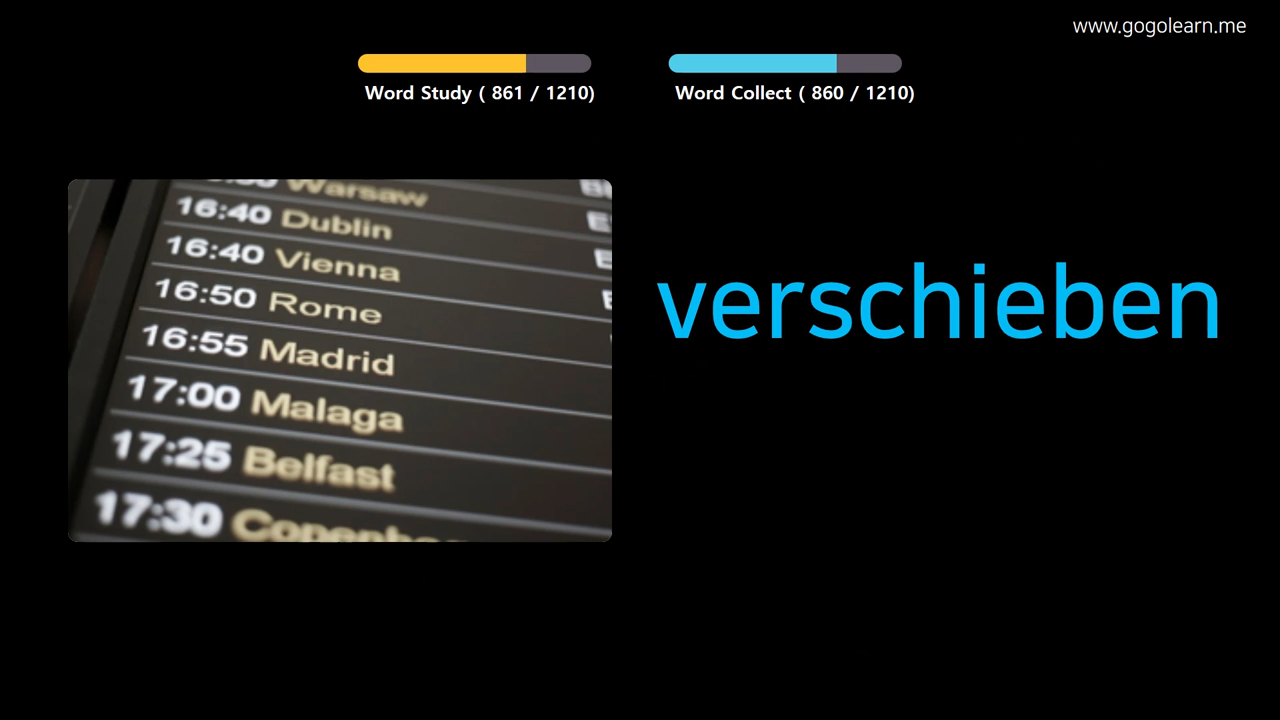 www.gogolearn.me
Word Study ( 861 / 1210)
Word Collect ( 860 / 1210)
Warsaw
16:40 Dublin
16:40 Vienna
16:50 Rome
16:55 Madrid
17:00 Malaga
17:25 Belfast
17:30
verschieben